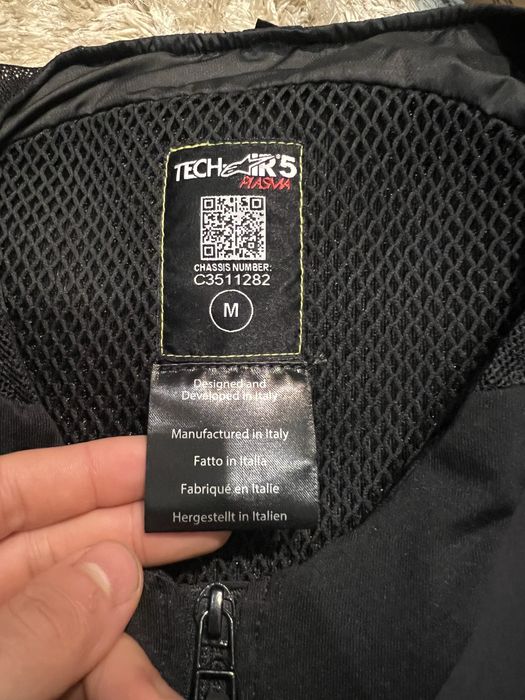 TECH-AIR®5
PLASMA
CHASSIS NUMBER:
C3511282
M
Designed and
Developed in Italy
Manufactured in Italy
Fatto in Italia
Fabriqué en Italie
Hergestellt in Italien